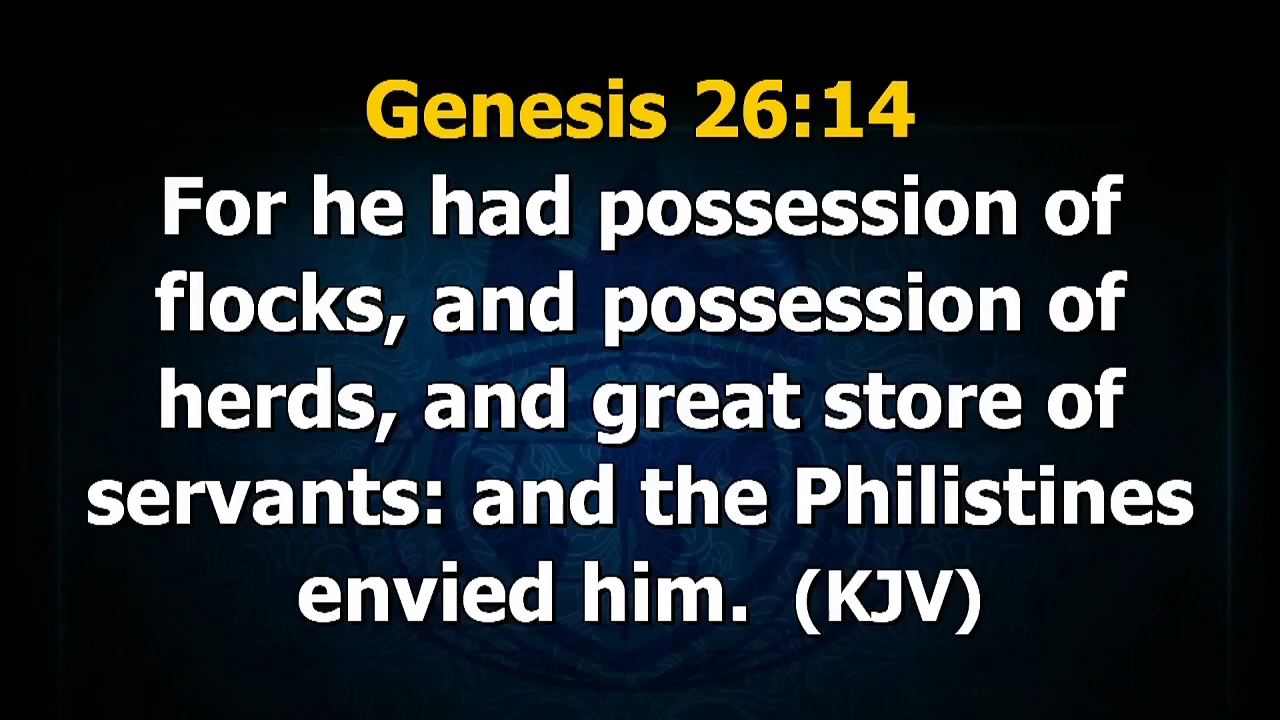 Genesis 26:14
For he had possession of
flocks, and possession of
herds, and great store of
servants: and the Philistines
envied him. (KJV)